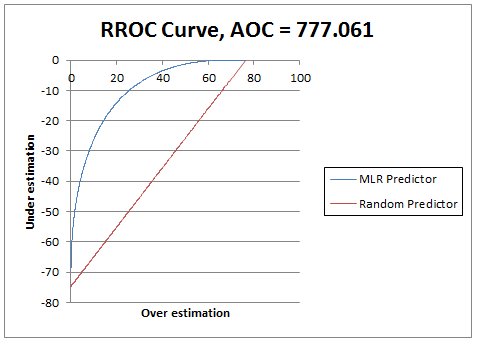 RROC Curve, AOC = 777.061
0
0 20 40 60 80 100
-10
-20
-30
-40
-50
-60
-70
-80
Under estimation
Over estimation
MLR Predictor
Random Predictor